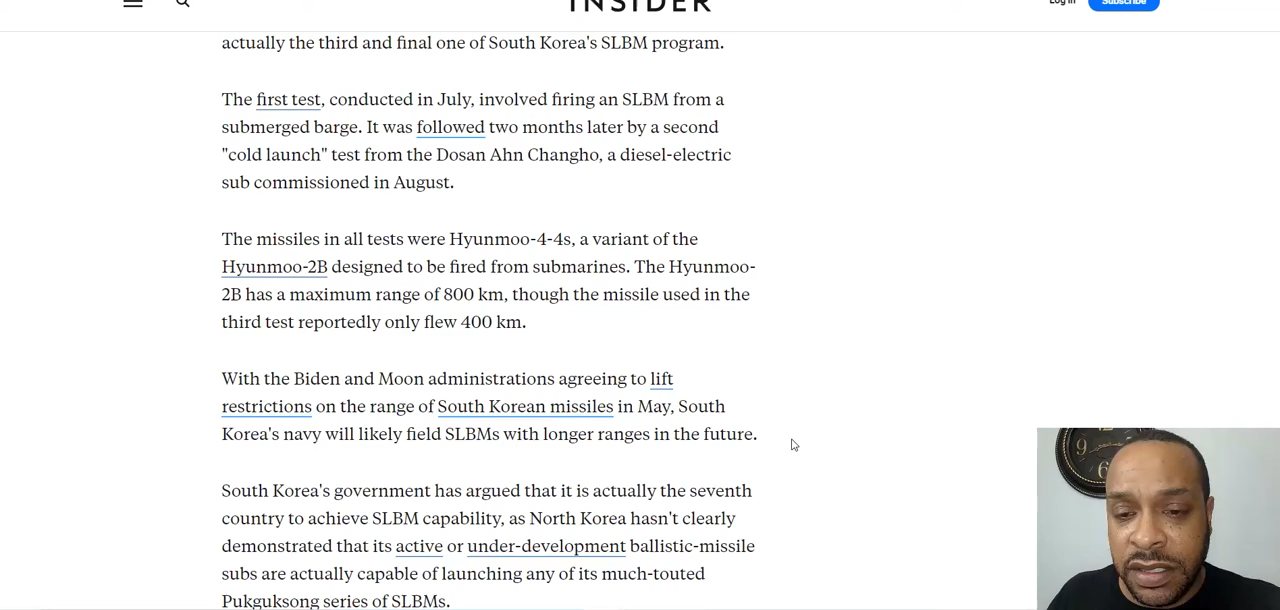 INSIDER
Log in
Subscribe
actually the third and final one of South Korea's SLBM program.
The first test, conducted in July, involved firing an SLBM from a
submerged barge. It was followed two months later by a second
"cold launch" test from the Dosan Ahn Changho, a diesel-electric
sub commissioned in August.
The missiles in all tests were Hyunmoo-4-4s, a variant of the
Hyunmoo-2B designed to be fired from submarines. The Hyunmoo-
2B has a maximum range of 800 km, though the missile used in the
third test reportedly only flew 400 km.
With the Biden and Moon administrations agreeing to lift
restrictions on the range of South Korean missiles in May, South
Korea's navy will likely field SLBMs with longer ranges in the future.
South Korea's government has argued that it is actually the seventh
country to achieve SLBM capability, as North Korea hasn't clearly
demonstrated that its active or under-development ballistic-missile
subs are actually capable of launching any of its much-touted
Pukguksong series of SLBMs.
9
6